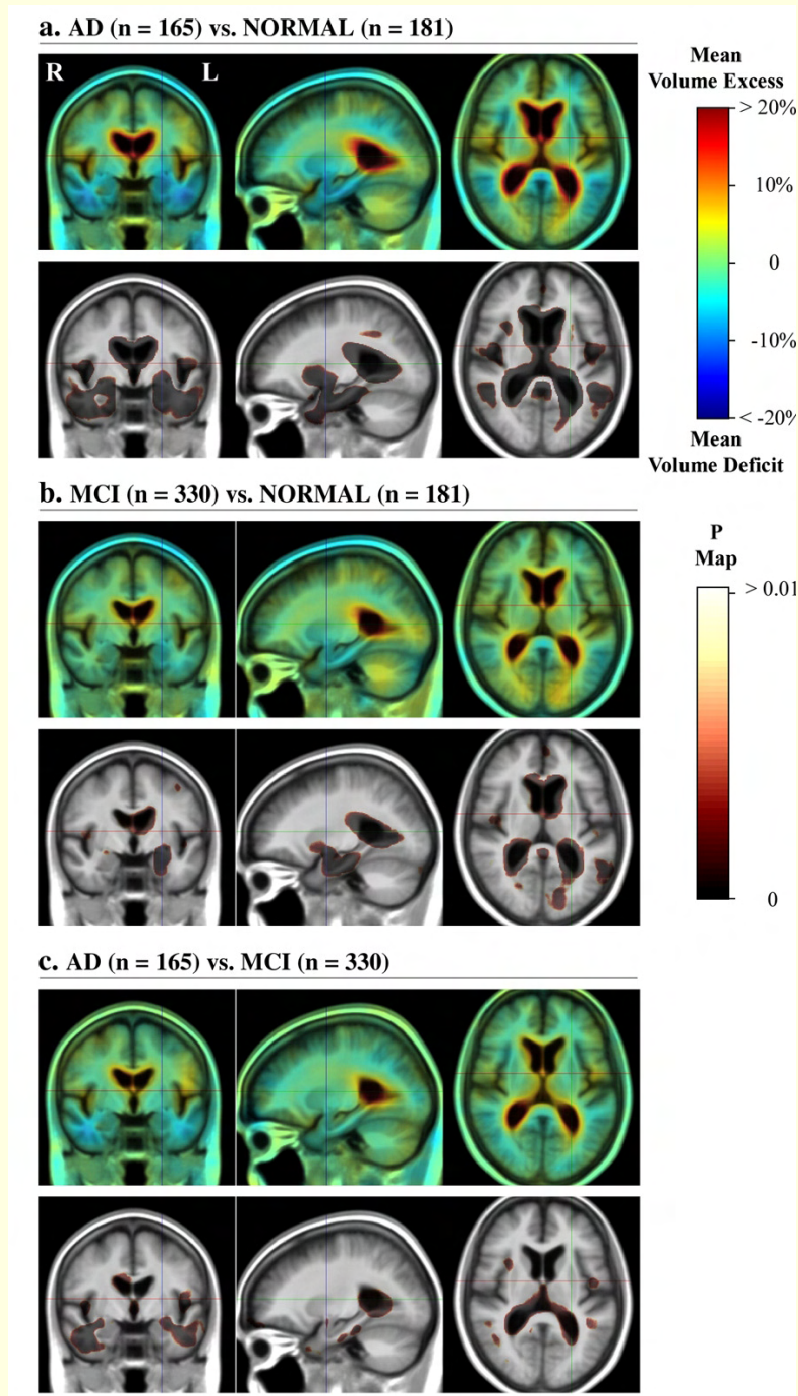 a. AD (n = 165) vs. NORMAL (n = 181)
R
L
Mean
Volume Excess
> 20%
10%
0
-10%
< -20%
Mean
Volume Deficit
b. MCI (n = 330) vs. NORMAL (n = 181)
P
Map
> 0.01
0
c. AD (n = 165) vs. MCI (n = 330)